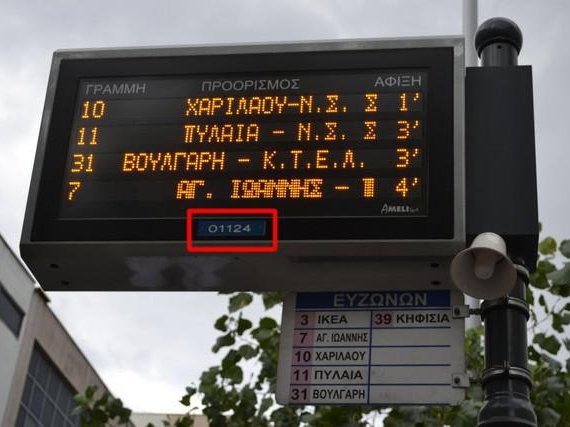 ΓΡΑΜΜΗ ΠΡΟΟΡΙΣΜΟΣ ΑΦΙΞΗ
10 ΧΑΡΙΛΑΟΥ-Ν.Σ. Σ 1'
11 ΠΥΛΑΙΑ - Ν.Σ. Σ 3'
31 ΒΟΥΛΓΑΡΗ - Κ.Τ.Ε.Λ. 3'
7 ΑΓ. ΙΩΑΝΝΗΣ - 4'
AMELI
01124
ΕΥΖΩΝΩΝ
3 ΙΚΕΑ 39 ΚΗΦΙΣΙΑ
7 ΑΓ. ΙΩΑΝΝΗΣ
10 ΧΑΡΙΛΑΟΥ
11 ΠΥΛΑΙΑ
31 ΒΟΥΛΓΑΡΗ